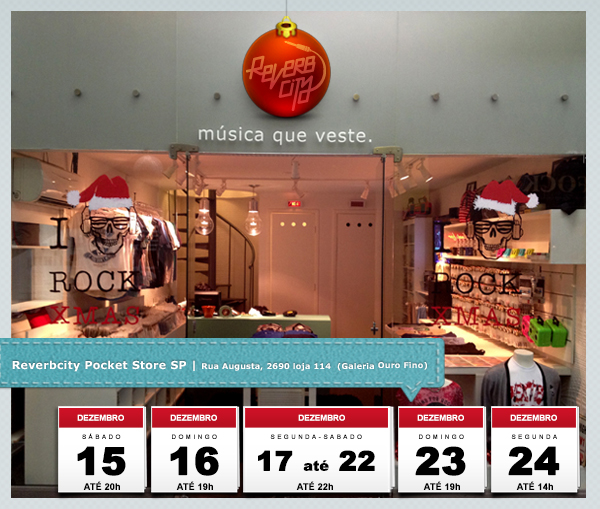 REVERB
CITY
música que veste.
I
ROCK
XMAS
ROCK
XMAS
Reverbcity Pocket Store SP | Rua Augusta, 2690 loja 114 (Galeria Ouro Fino)
DEZEMBRO
SÁBADO
15
ATÉ 20h
DEZEMBRO
DOMINGO
16
ATÉ 19h
DEZEMBRO
SEGUNDA-SABADO
17 até 22
ATÉ 22h
DEZEMBRO
DOMINGO
23
ATÉ 19h
DEZEMBRO
SEGUNDA
24
ATÉ 14h